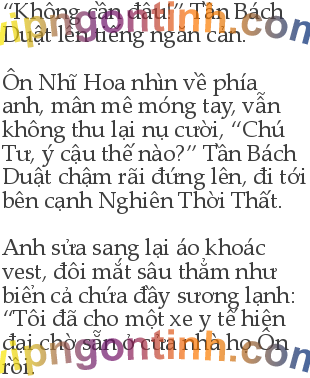 “Không cần đâu!” Tần Bách
Duật lên tiếng ngăn cản.
vipngontinh.com
Ôn Nhĩ Hoa nhìn về phía
anh, mân mê móng tay, vẫn
không thu lại nụ cười, “Chú
Tư, ý cậu thế nào?” Tần Bách
Duật chậm rãi đứng lên, đi tới
bên cạnh Nghiên Thời Thất.
Anh sửa sang lại áo khoác
vest, đôi mắt sâu thẳm như
biển cả chứa đầy sương lạnh:
“Tôi đã cho một xe y tế hiện
đại chờ sẵn ở cửa nhà họ Ôn
rồi.
vipngontinh.com